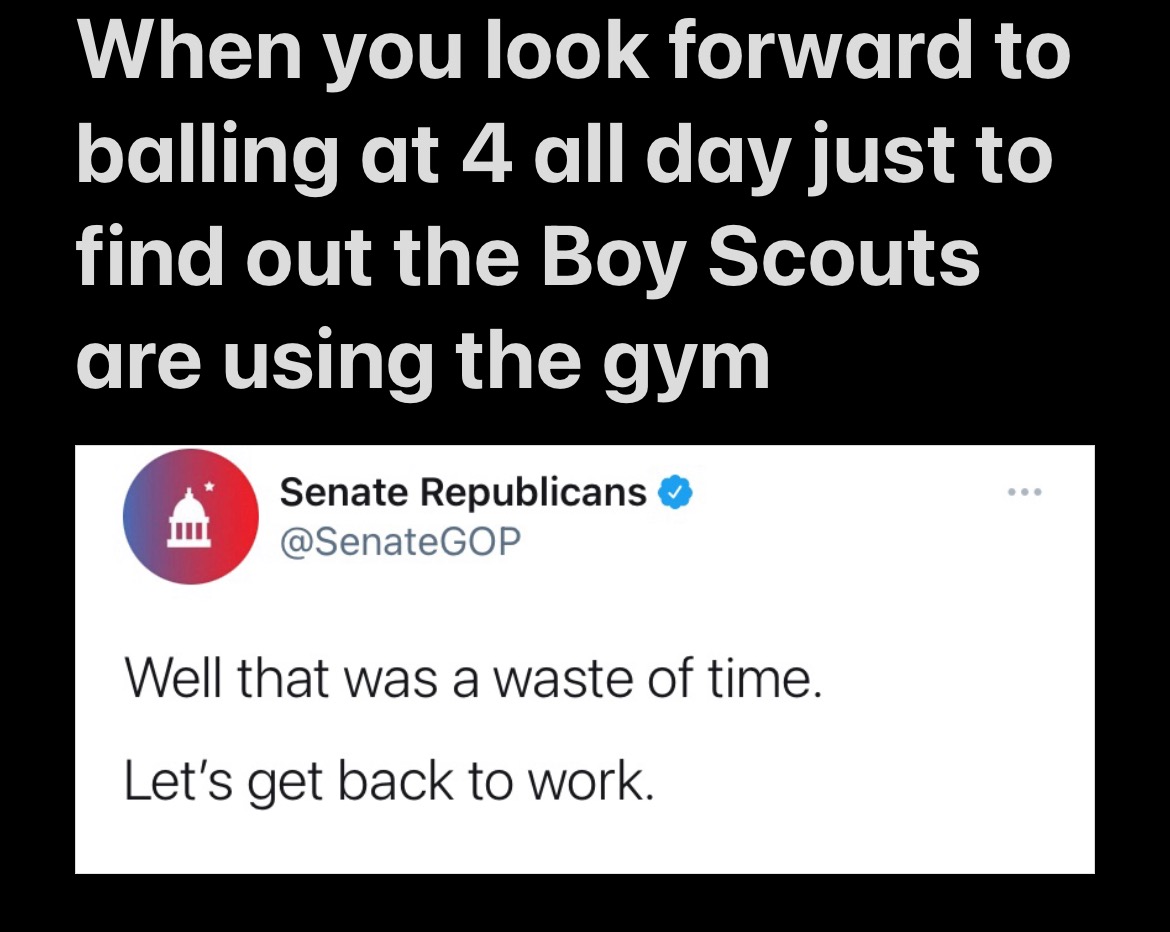 When you look forward to
balling at 4 all day just to
find out the Boy Scouts
are using the gym
Senate Republicans
@SenateGOP
Well that was a waste of time.
Let’s get back to work.